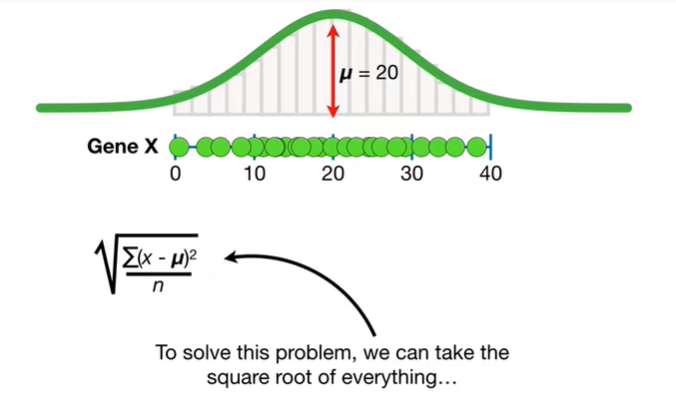 μ = 20
Gene X
0 10 20 30 40
√(Σ(x - μ)² / n)
To solve this problem, we can take the
square root of everything…